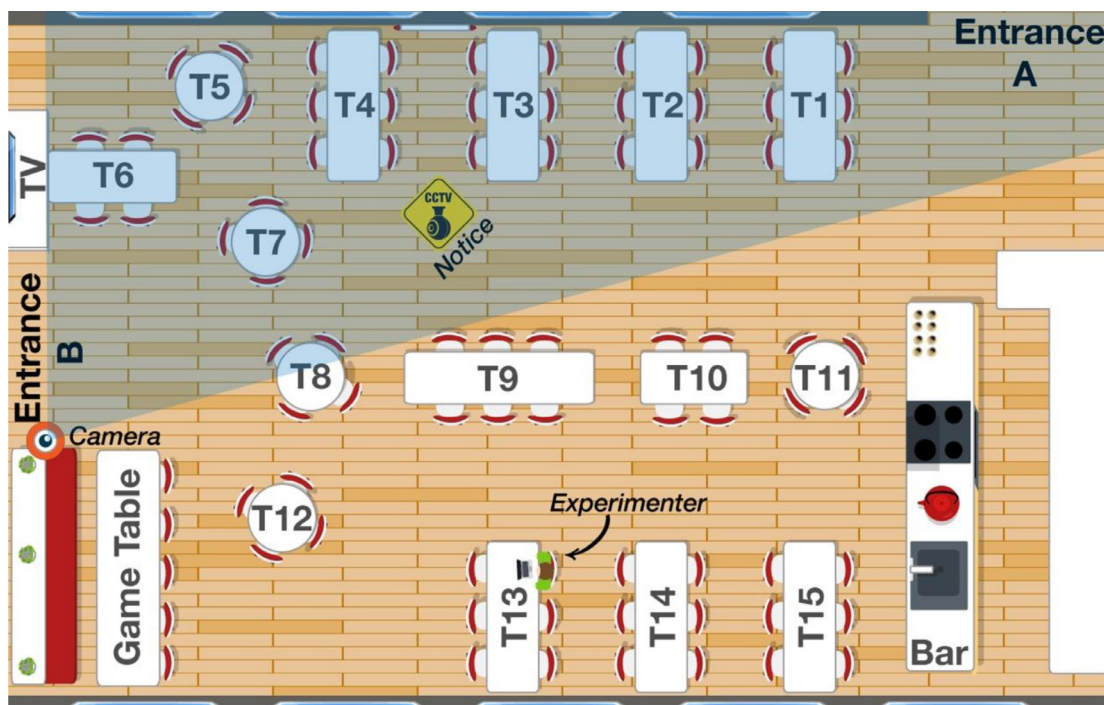 Entrance
A
T5
T4
T3
T2
T1
TV
T6
CCTV
Notice
T7
Entrance
B
T8
T9
T10
T11
Camera
Game Table
T12
Experimenter
T13
T14
T15
Bar